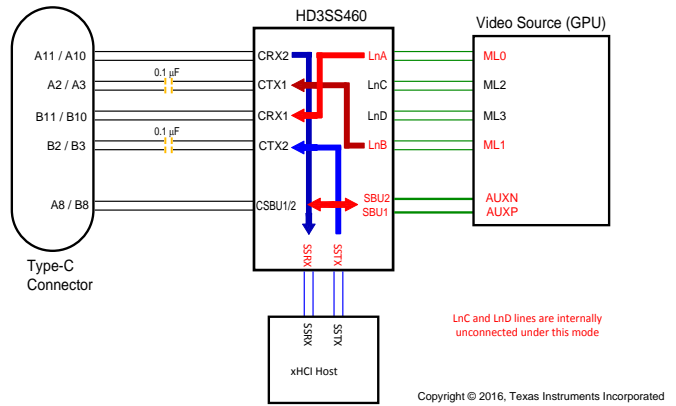 HD3SS460
Video Source (GPU)
A11 / A10
CRX2
LnA
ML0
0.1 µF
A2 / A3
CTX1
LnC
ML2
B11 / B10
CRX1
LnD
ML3
0.1 µF
B2 / B3
CTX2
LnB
ML1
A8 / B8
CSBU1/2
SBU2
AUXN
SBU1
AUXP
SSRX
SSTX
Type-C
Connector
LnC and LnD lines are internally
unconnected under this mode
SSRX
SSTX
xHCI Host
Copyright © 2016, Texas Instruments Incorporated